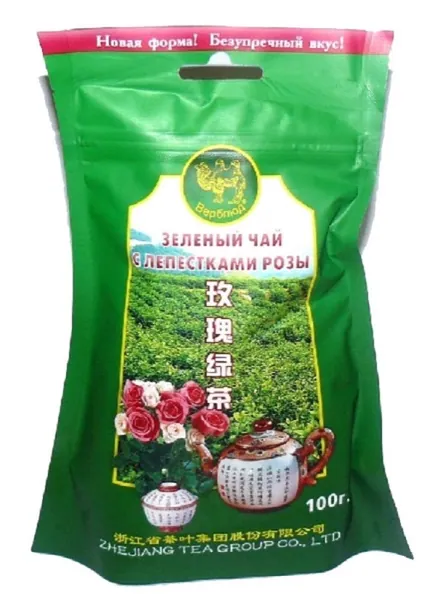 Новая форма! Безупречный вкус!
Верблюд
ЗЕЛЕНЫЙ ЧАЙ
С ЛЕПЕСТКАМИ РОЗЫ
玫瑰绿茶
100г.
浙江省茶叶集团股份有限公司
ZHEJIANG TEA GROUP CO., LTD